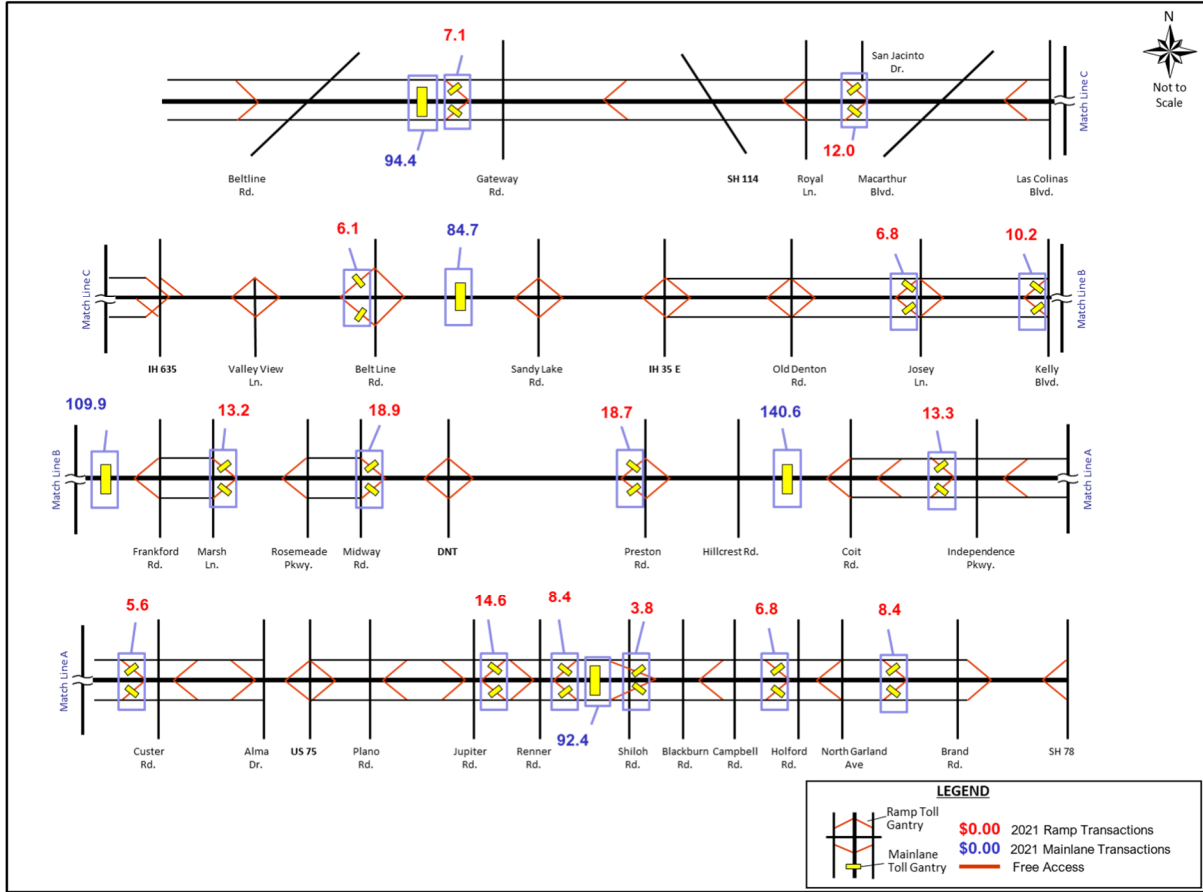 7.1
San Jacinto
Dr.
N
Not to
Scale
Match Line C
94.4
12.0
Beltline
Rd.
Gateway
Rd.
SH 114
Royal
Ln.
Macarthur
Blvd.
Las Colinas
Blvd.
6.1
84.7
6.8
10.2
Match Line C
Match Line B
IH 635
Valley View
Ln.
Belt Line
Rd.
Sandy Lake
Rd.
IH 35 E
Old Denton
Rd.
Josey
Ln.
Kelly
Blvd.
109.9
13.2
18.9
18.7
140.6
13.3
Match Line B
Match Line A
Frankford
Rd.
Marsh
Ln.
Rosemeade
Pkwy.
Midway
Rd.
DNT
Preston
Rd.
Hillcrest Rd.
Coit
Rd.
Independence
Pkwy.
5.6
14.6
8.4
3.8
6.8
8.4
Match Line A
92.4
Custer
Rd.
Alma
Dr.
US 75
Plano
Rd.
Jupiter
Rd.
Renner
Rd.
Shiloh
Rd.
Blackburn
Rd.
Campbell
Rd.
Holford
Rd.
North Garland
Ave
Brand
Rd.
SH 78
LEGEND
Ramp Toll
Gantry
Mainlane
Toll Gantry
$0.00 2021 Ramp Transactions
$0.00 2021 Mainlane Transactions
Free Access